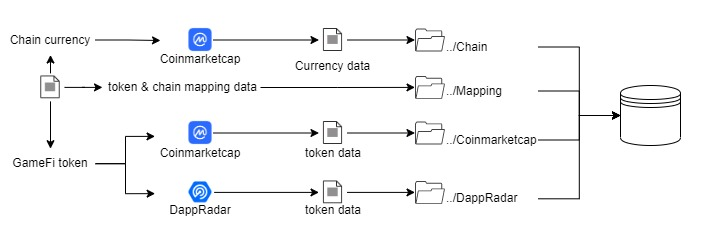 Chain currency
Coinmarketcap
Currency data
../Chain
token & chain mapping data
../Mapping
GameFi token
Coinmarketcap
token data
../Coinmarketcap
DappRadar
token data
../DappRadar